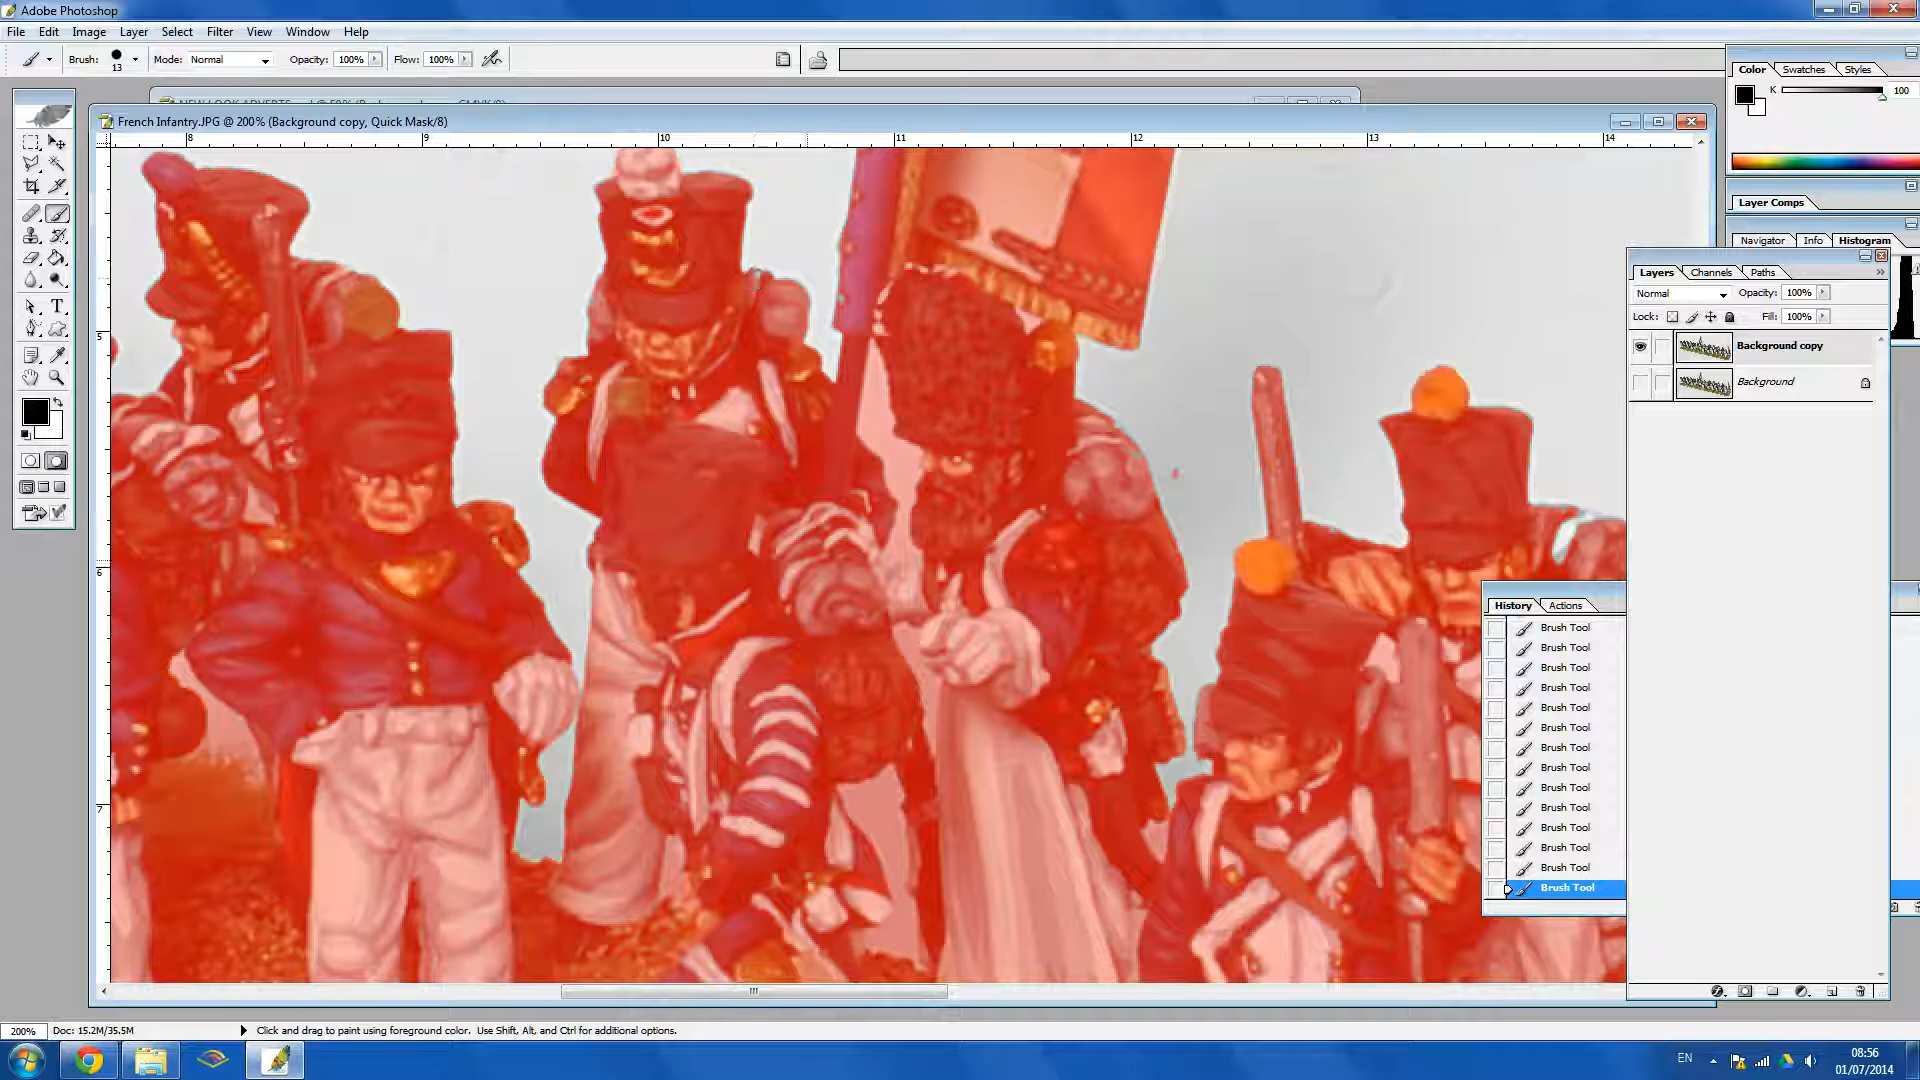 Adobe Photoshop
File Edit Image Layer Select Filter View Window Help
Brush: 13 Mode: Normal Opacity: 100% Flow: 100%
Color Swatches Styles
K 100
French Infantry.JPG @ 200% (Background copy, Quick Mask/8)
8 9 10 11 12 13 14
5
6
7
Layer Comps
Navigator Info Histogram
Layers Channels Paths
Normal Opacity: 100%
Lock: Fill: 100%
Background copy
Background
History Actions
Brush Tool
Brush Tool
Brush Tool
Brush Tool
Brush Tool
Brush Tool
Brush Tool
Brush Tool
Brush Tool
Brush Tool
Brush Tool
Brush Tool
Brush Tool
Brush Tool
200% Doc: 15.2M/35.5M Click and drag to paint using foreground color. Use Shift, Alt, and Ctrl for additional options.
EN
08:56
01/07/2014